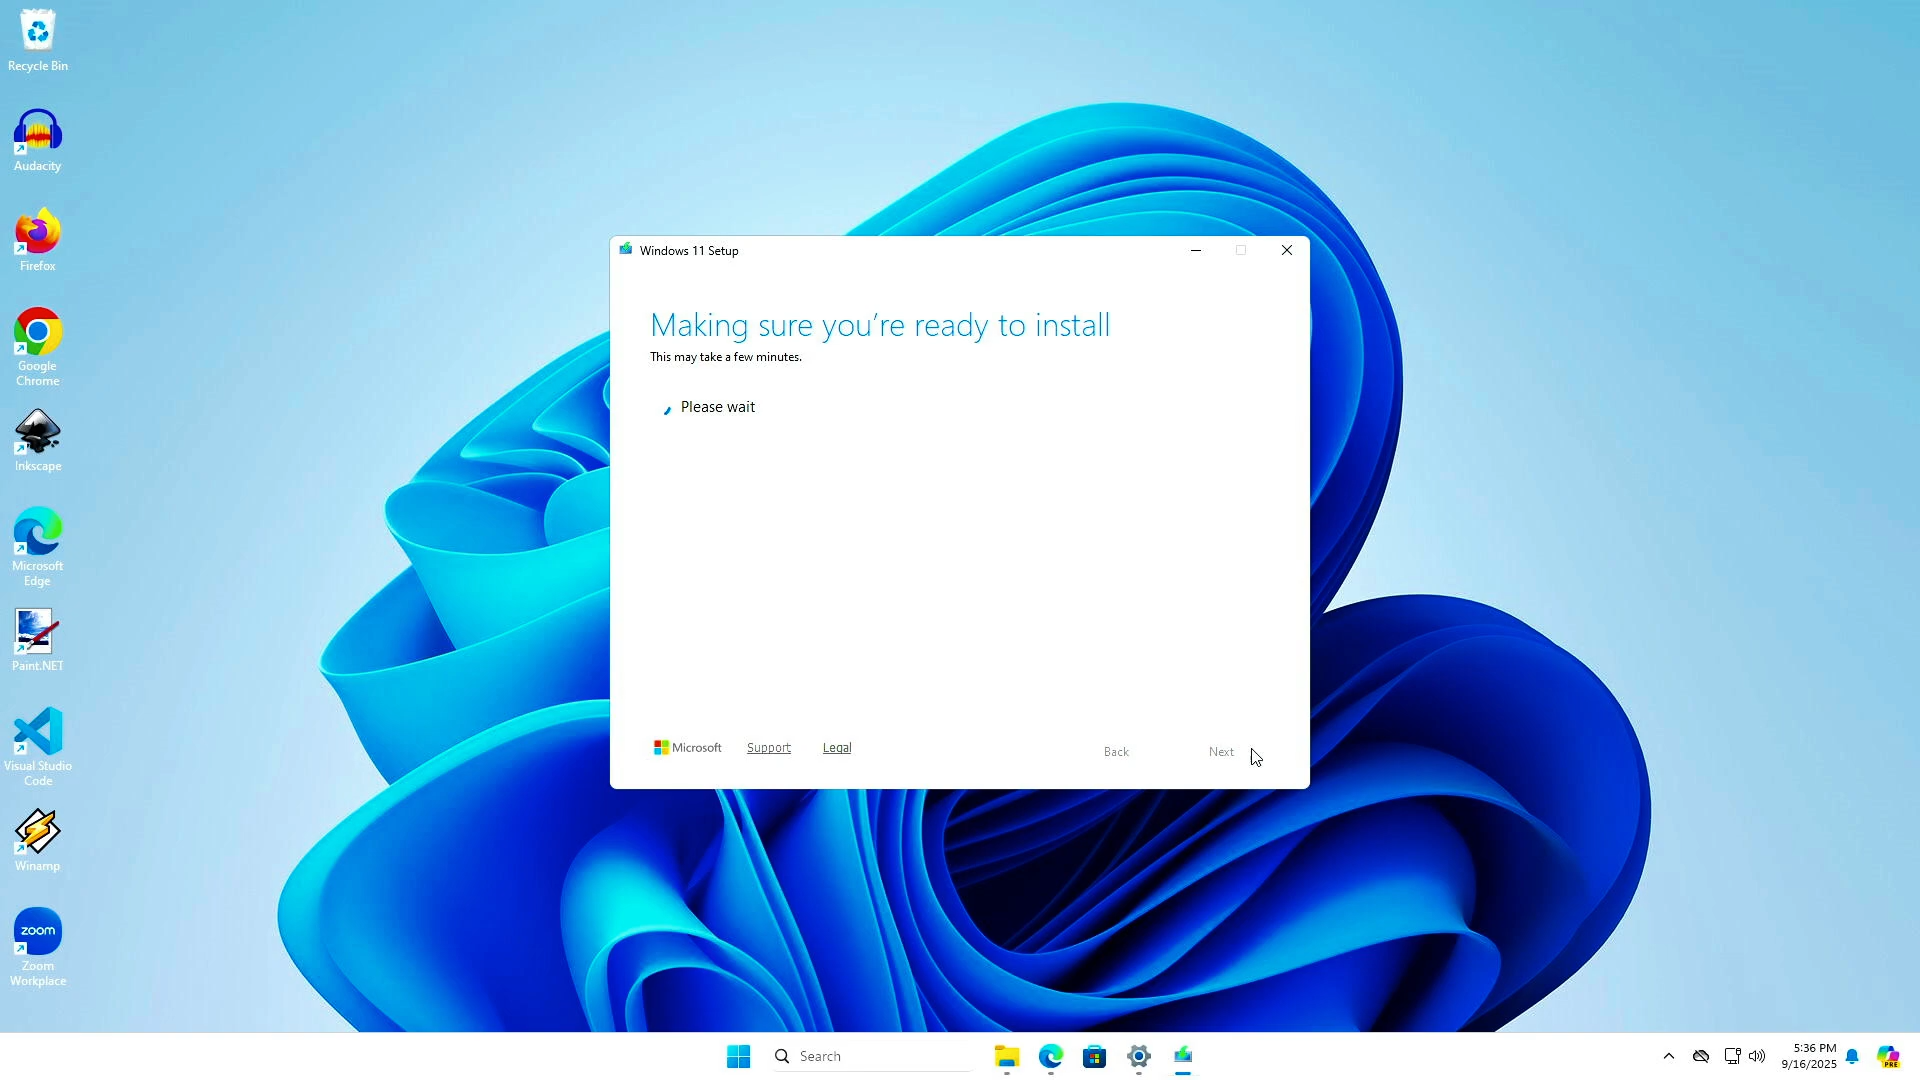 Recycle Bin
Audacity
Firefox
Google
Chrome
Inkscape
Microsoft
Edge
Paint.NET
Visual Studio
Code
Winamp
zoom
Zoom
Workplace
Windows 11 Setup
Making sure you're ready to install
This may take a few minutes.
Please wait
Microsoft
Support
Legal
Back
Next
Search
5:36 PM
9/16/2025
PRE